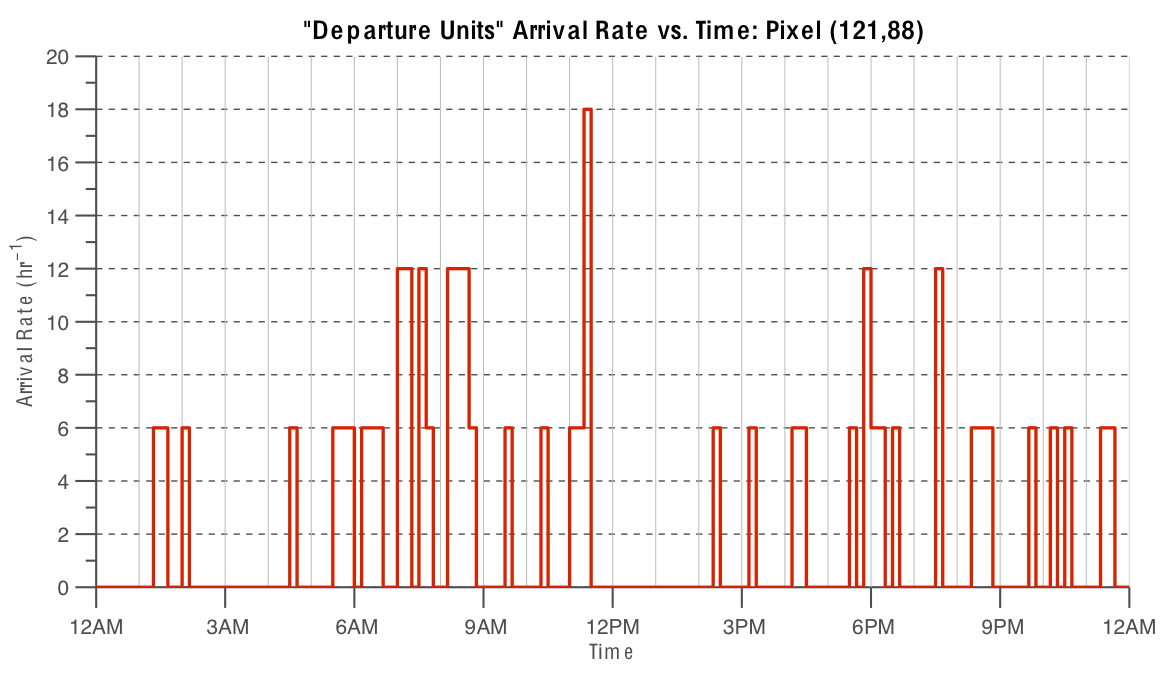 "Departure Units" Arrival Rate vs. Time: Pixel (121,88)
20
18
16
14
12
10
8
6
4
2
0
Arrival Rate (hr⁻¹)
12AM 3AM 6AM 9AM 12PM 3PM 6PM 9PM 12AM
Time